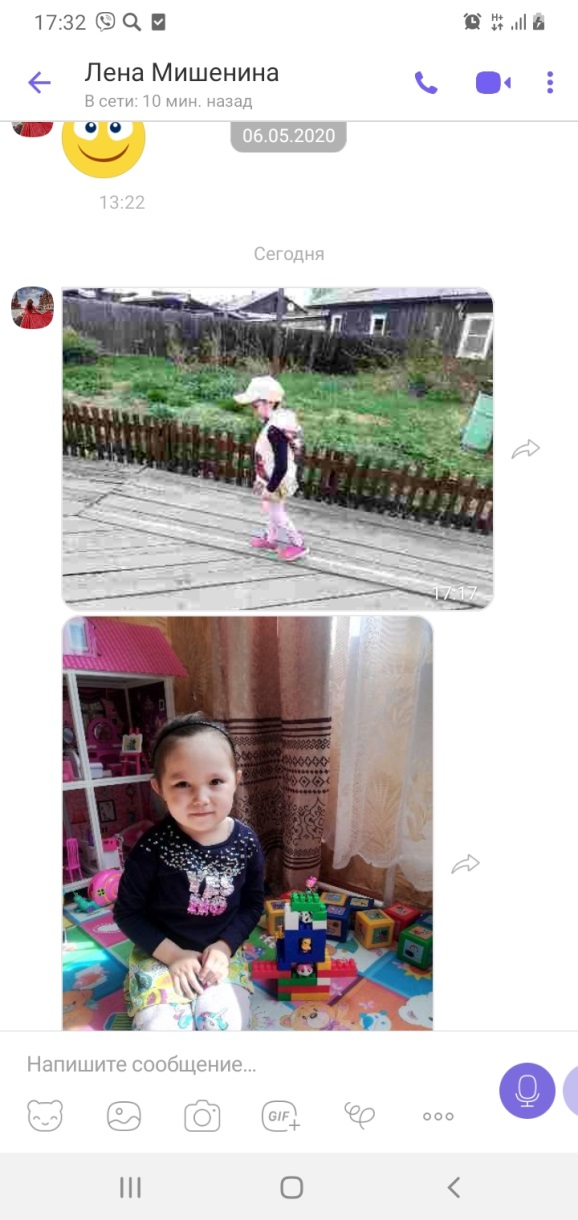 17:32
Лена Мишенина
В сети: 10 мин. назад
06.05.2020
13:22
Сегодня
17:17
YES
NO
Напишите сообщение...
GIF